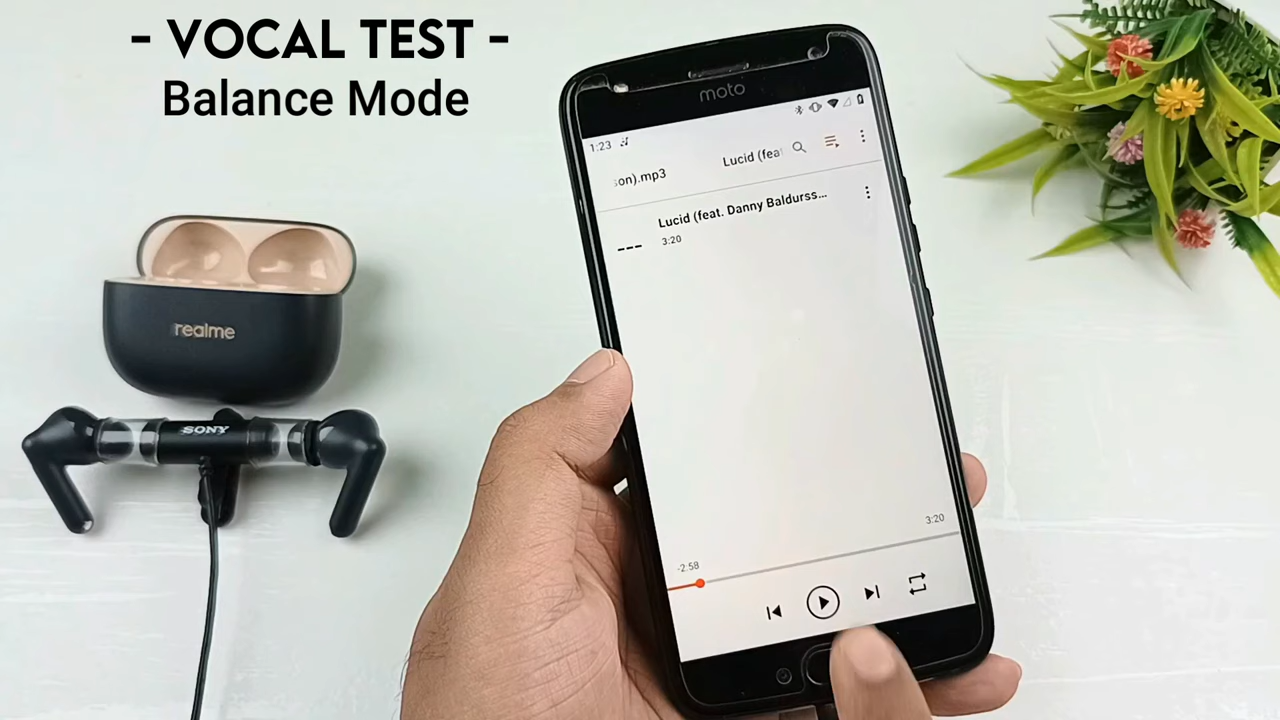 - VOCAL TEST -
Balance Mode
moto
1:23
son).mp3
Lucid (fea
Lucid (feat. Danny Baldurss...
3:20
realme
SONY
3:20
-2:58